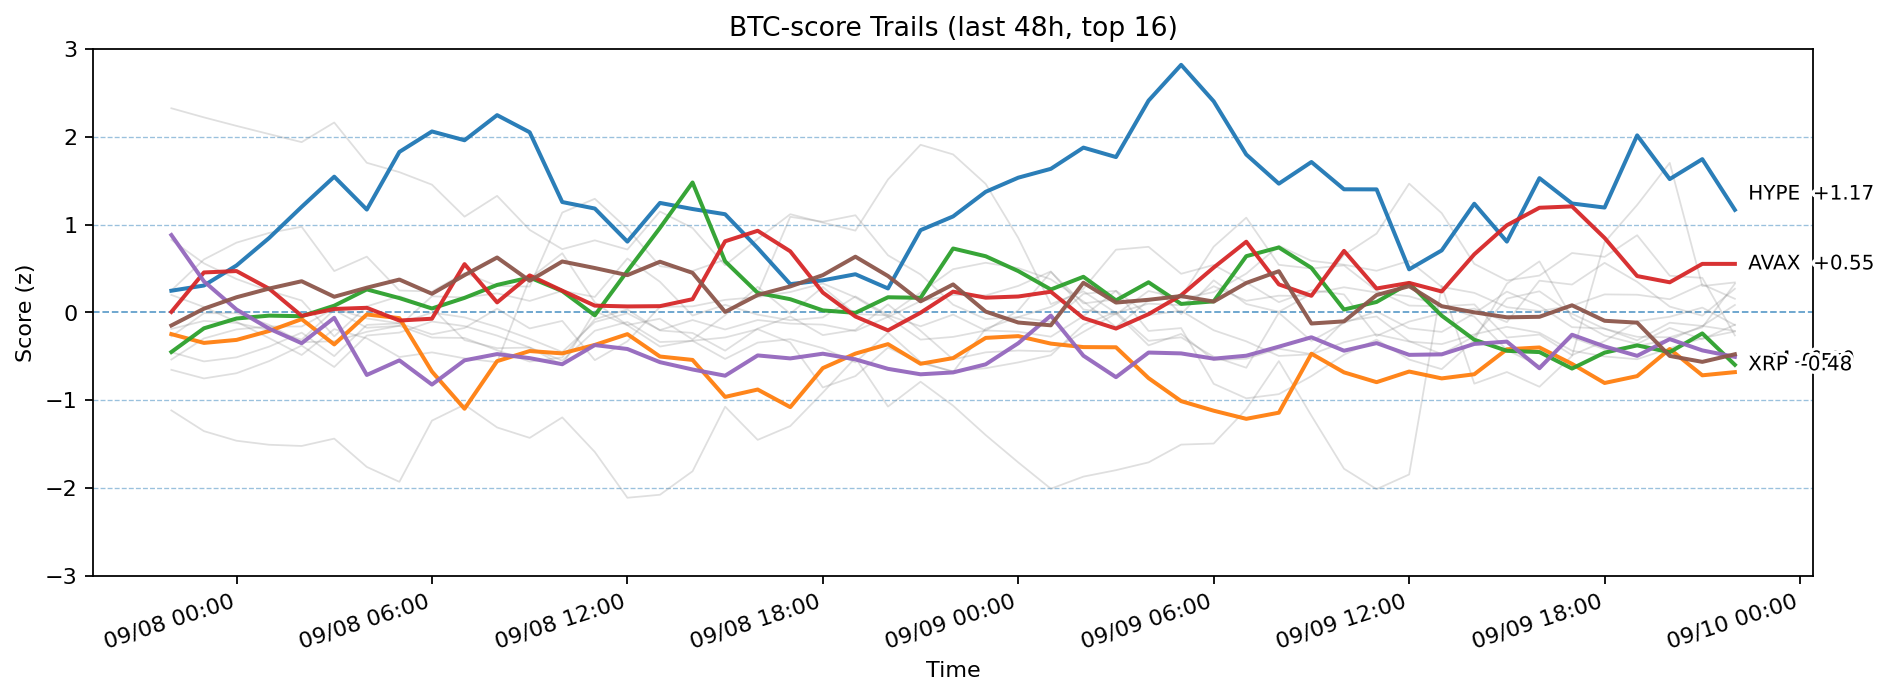 BTC-score Trails (last 48h, top 16)
3
2
1
0
−1
−2
−3
Score (z)
HYPE +1.17
AVAX +0.55
XRP -0.48
09/08 00:00
09/08 06:00
09/08 12:00
09/08 18:00
09/09 00:00
09/09 06:00
09/09 12:00
09/09 18:00
09/10 00:00
Time